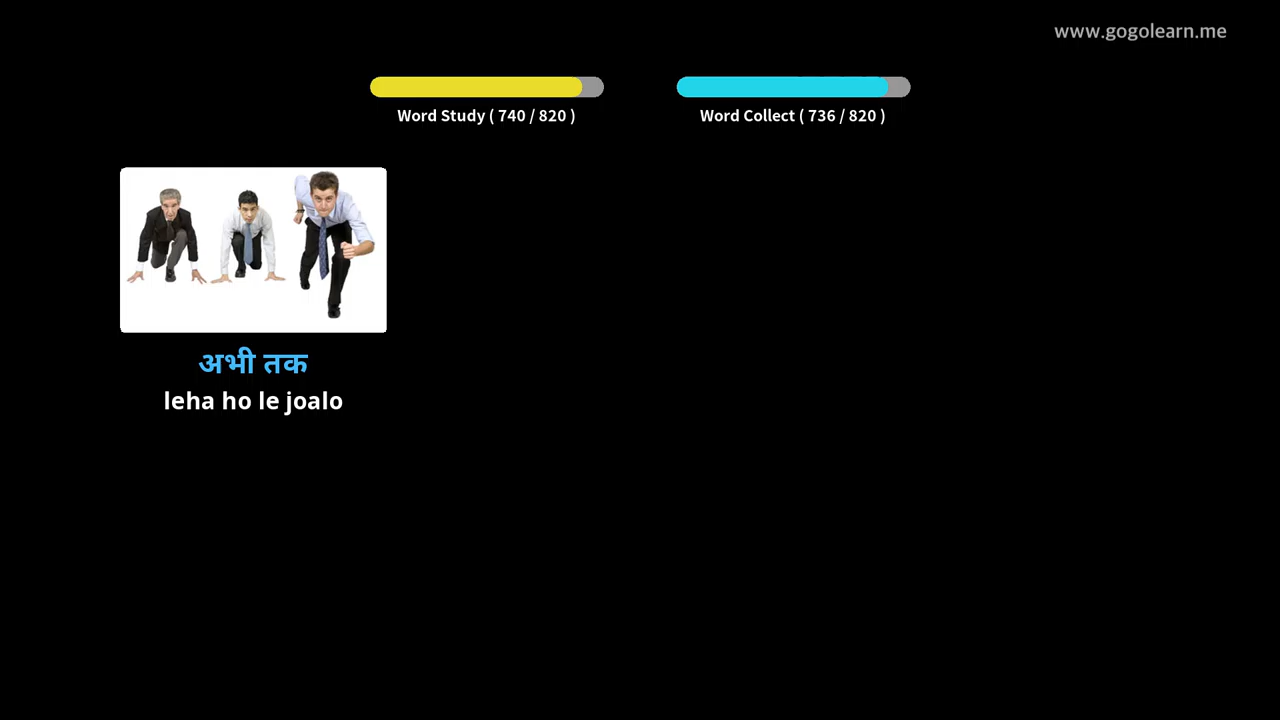 www.gogolearn.me
Word Study ( 740 / 820 )
Word Collect ( 736 / 820 )
अभी तक
leha ho le joalo